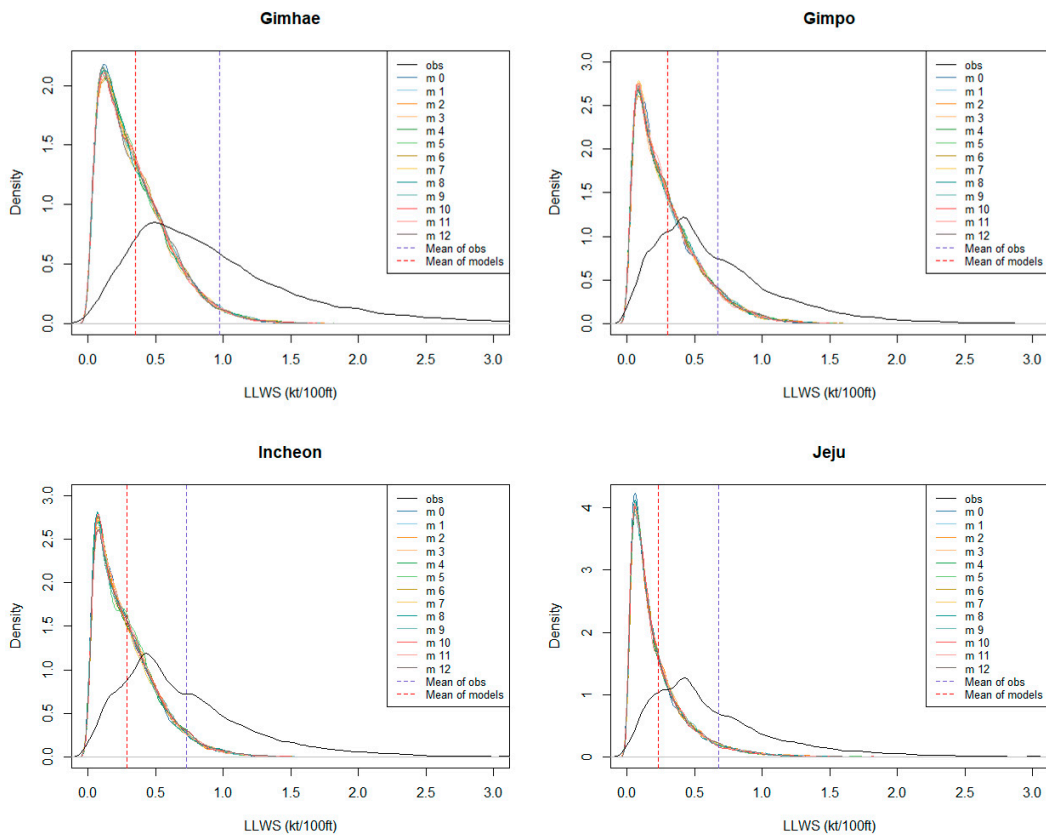 Gimhae
Density
0.0 0.5 1.0 1.5 2.0
0.0 0.5 1.0 1.5 2.0 2.5 3.0
LLWS (kt/100ft)
obs
m 0
m 1
m 2
m 3
m 4
m 5
m 6
m 7
m 8
m 9
m 10
m 11
m 12
Mean of obs
Mean of models
Gimpo
Density
0.0 0.5 1.0 1.5 2.0 2.5 3.0
0.0 0.5 1.0 1.5 2.0 2.5 3.0
LLWS (kt/100ft)
obs
m 0
m 1
m 2
m 3
m 4
m 5
m 6
m 7
m 8
m 9
m 10
m 11
m 12
Mean of obs
Mean of models
Incheon
Density
0.0 0.5 1.0 1.5 2.0 2.5 3.0
0.0 0.5 1.0 1.5 2.0 2.5 3.0
LLWS (kt/100ft)
obs
m 0
m 1
m 2
m 3
m 4
m 5
m 6
m 7
m 8
m 9
m 10
m 11
m 12
Mean of obs
Mean of models
Jeju
Density
0 1 2 3 4
0.0 0.5 1.0 1.5 2.0 2.5 3.0
LLWS (kt/100ft)
obs
m 0
m 1
m 2
m 3
m 4
m 5
m 6
m 7
m 8
m 9
m 10
m 11
m 12
Mean of obs
Mean of models